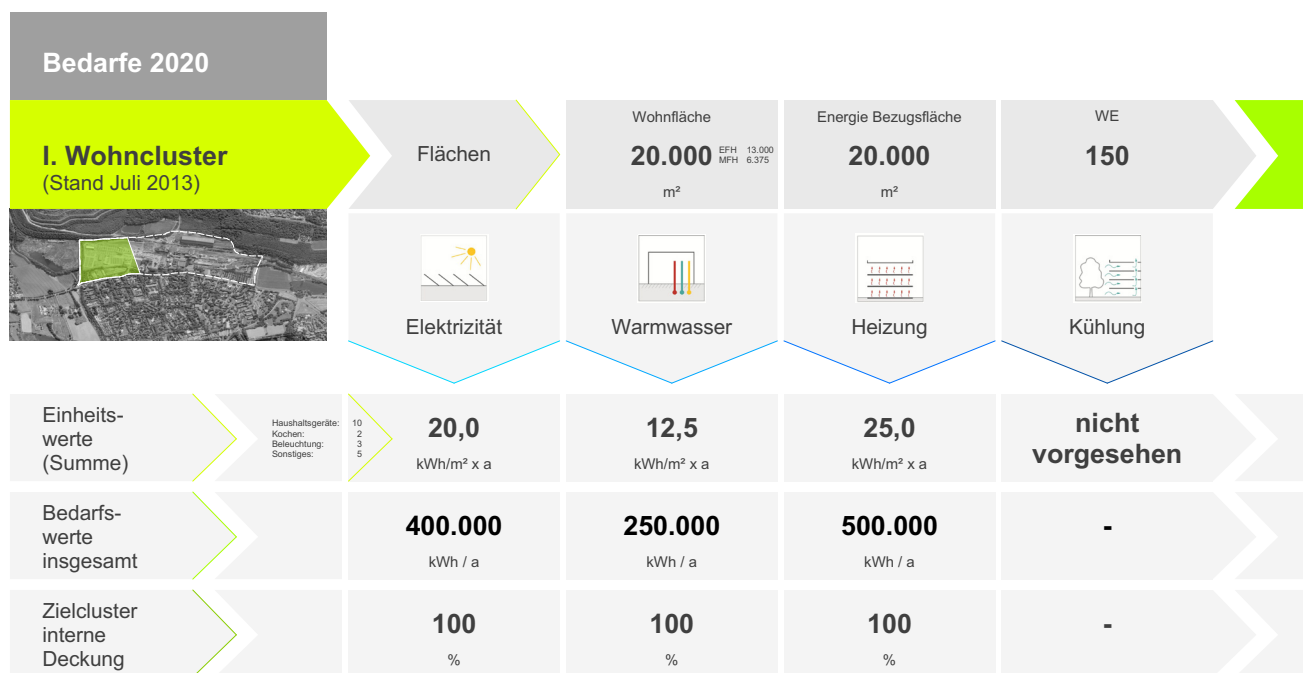 Bedarfe 2020
I. Wohncluster
(Stand Juli 2013)
Flächen
Wohnfläche
20.000 EFH 13.000
MFH 6.375
m²
Energie Bezugsfläche
20.000
m²
WE
150
Elektrizität
Warmwasser
Heizung
Kühlung
Einheits-
werte
(Summe)
Haushaltsgeräte: 10
Kochen: 2
Beleuchtung: 3
Sonstiges: 5
20,0
kWh/m² x a
12,5
kWh/m² x a
25,0
kWh/m² x a
nicht
vorgesehen
Bedarfs-
werte
insgesamt
400.000
kWh / a
250.000
kWh / a
500.000
kWh / a
-
Zielcluster
interne
Deckung
100
%
100
%
100
%
-